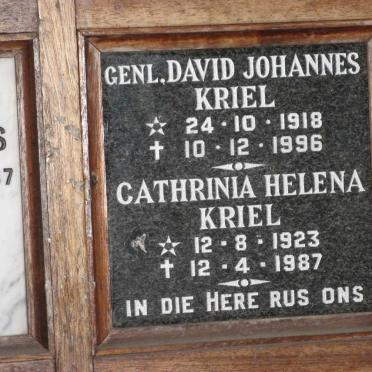 GENL. DAVID JOHANNES
KRIEL
☆ 24·10·1918
✝ 10·12·1996
CATHRINIA HELENA
KRIEL
☆ 12·8·1923
✝ 12·4·1987
IN DIE HERE RUS ONS